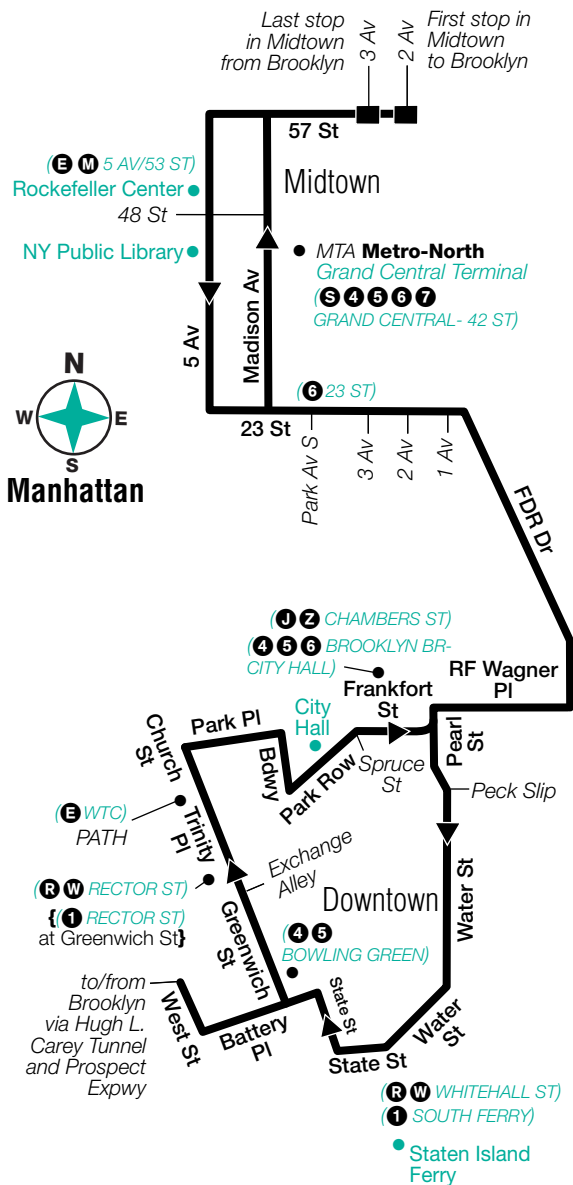 Last stop
in Midtown
from Brooklyn
3 Av
2 Av
First stop in
Midtown
to Brooklyn
57 St
(E M 5 AV/53 ST)
Rockefeller Center
Midtown
48 St
NY Public Library
MTA Metro-North
Grand Central Terminal
(S 4 5 6 7
GRAND CENTRAL- 42 ST)
5 Av
Madison Av
N
W E
S
Manhattan
(6 23 ST)
23 St
Park Av S
3 Av
2 Av
1 Av
FDR Dr
(J Z CHAMBERS ST)
(4 5 6 BROOKLYN BR-
CITY HALL)
RF Wagner
Pl
Frankfort
St
City
Hall
Park Pl
Church
St
Bdwy
Park Row
Spruce
St
Pearl
St
Peck Slip
(E WTC)
PATH
Trinity
Pl
Exchange
Alley
(R W RECTOR ST)
{(1 RECTOR ST)
at Greenwich St}
Greenwich
St
Downtown
Water St
(4 5
BOWLING GREEN)
to/from
Brooklyn
via Hugh L.
Carey Tunnel
and Prospect
Expwy
West St
Battery
Pl
State St
State St
Water
St
(R W WHITEHALL ST)
(1 SOUTH FERRY)
Staten Island
Ferry